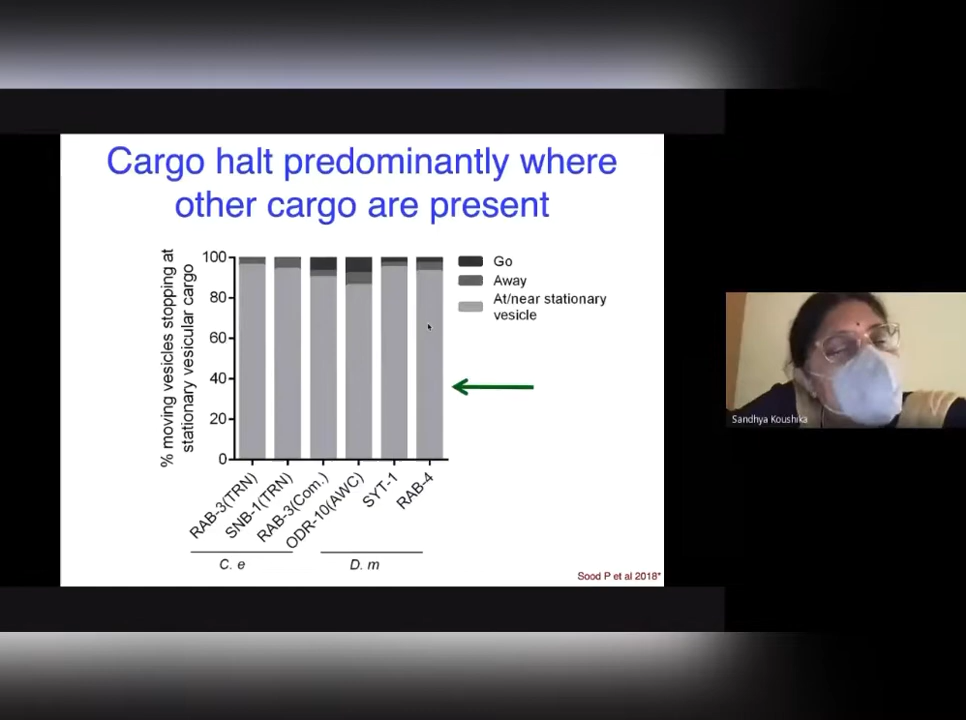 Cargo halt predominantly where
other cargo are present
% moving vesicles stopping at
stationary vesicular cargo
100
80
60
40
20
0
Go
Away
At/near stationary
vesicle
RAB-3(TRN)
SNB-1(TRN)
RAB-3(Com.)
ODR-10(AWC)
SYT-1
RAB-4
C. e
D. m
Sood P et al 2018*
Sandhya Koushika